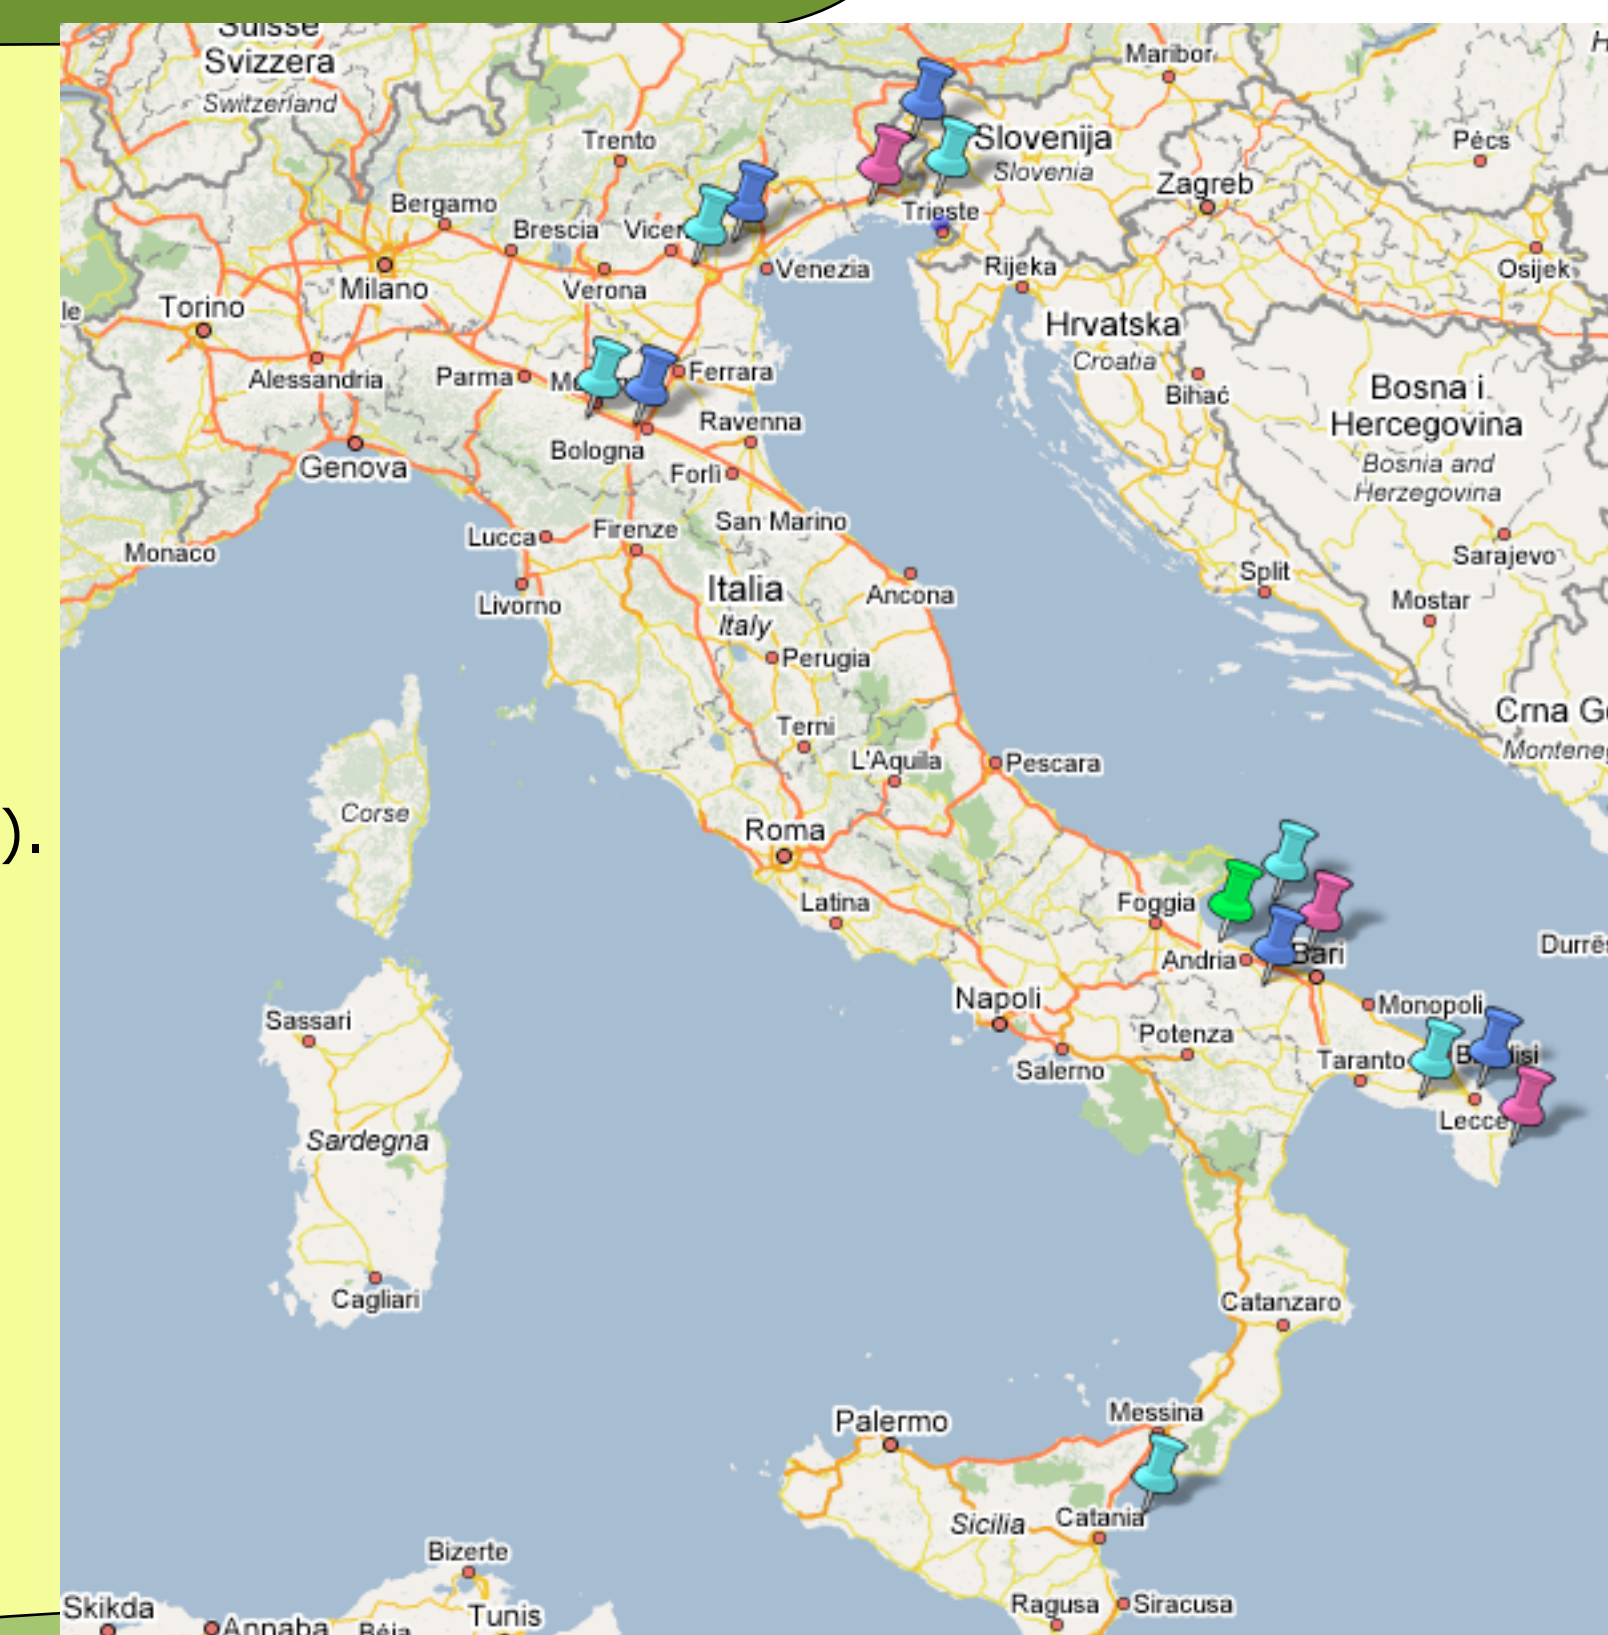 Suisse
Svizzera
Switzerland
Maribor
Trento
Slovenija
Slovenia
Pécs
Zagreb
Bergamo
Brescia
Trieste
Venezia
Rijeka
Osijek
Verona
Milano
Torino
le
Hrvatska
Croatia
Alessandria
Parma
Ferrara
Bihać
Bosna i
Hercegovina
Bosnia and
Herzegovina
Ravenna
Bologna
Genova
Forlì
San Marino
Lucca
Firenze
Monaco
Sarajevo
Split
Italia
Italy
Ancona
Livorno
Mostar
Perugia
Crna G
Terni
L'Aquila
Pescara
Corse
).
Roma
Latina
Foggia
Andria
Bari
Napoli
Monopoli
Sassari
Potenza
Salerno
Taranto
Lecce
Sardegna
Cagliari
Catanzaro
Messina
Palermo
Sicilia
Catania
Bizerte
Ragusa
Siracusa
Skikda
Tunis